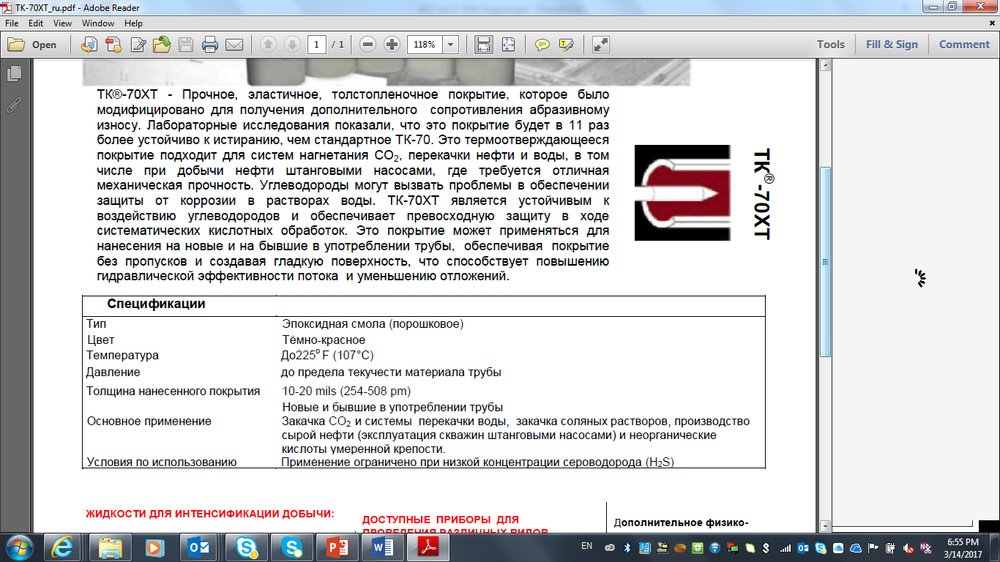 TK-70XT_ru.pdf - Adobe Reader
File Edit View Window Help
Open 1 / 1 118% Tools Fill & Sign Comment
ТК®-70ХТ - Прочное, эластичное, толстопленочное покрытие, которое было
модифицировано для получения дополнительного сопротивления абразивному
износу. Лабораторные исследования показали, что это покрытие будет в 11 раз
более устойчиво к истиранию, чем стандартное ТК-70. Это термоотверждающееся
покрытие подходит для систем нагнетания СО₂, перекачки нефти и воды, в том
числе при добычи нефти штанговыми насосами, где требуется отличная
механическая прочность. Углеводороды могут вызвать проблемы в обеспечении
защиты от коррозии в растворах воды. ТК-70ХТ является устойчивым к
воздействию углеводородов и обеспечивает превосходную защиту в ходе
систематических кислотных обработок. Это покрытие может применяться для
нанесения на новые и на бывшие в употреблении трубы, обеспечивая покрытие
без пропусков и создавая гладкую поверхность, что способствует повышению
гидравлической эффективности потока и уменьшению отложений.
ТК®-70ХТ
Спецификации
Тип Эпоксидная смола (порошковое)
Цвет Тёмно-красное
Температура До225° F (107°C)
Давление до предела текучести материала трубы
Толщина нанесенного покрытия 10-20 mils (254-508 pm)
Новые и бывшие в употреблении трубы
Основное применение Закачка CO₂ и системы перекачки воды, закачка соляных растворов, производство
сырой нефти (эксплуатация скважин штанговыми насосами) и неорганические
кислоты умеренной крепости.
Условия по использованию Применение ограничено при низкой концентрации сероводорода (H₂S)
ЖИДКОСТИ ДЛЯ ИНТЕНСИФИКАЦИИ ДОБЫЧИ:
ДОСТУПНЫЕ ПРИБОРЫ ДЛЯ
ПРОВЕДЕНИЯ РАЗЛИЧНЫХ ВИДОВ
Дополнительное физико-
EN
6:55 PM
3/14/2017